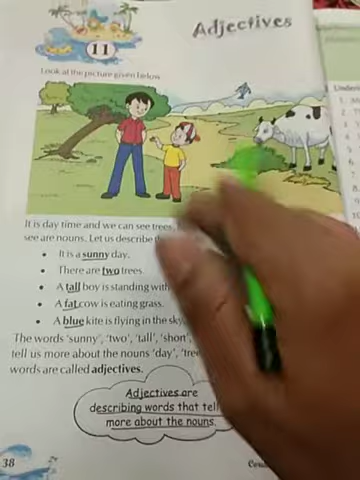 11
Adjectives
Look at the picture given below
It is day time and we can see trees,
see are nouns. Let us describe
• It is a sunny day.
• There are two trees.
• A tall boy is standing with
• A fat cow is eating grass.
• A blue kite is flying in the sky
The words 'sunny', 'two', 'tall', 'short',
tell us more about the nouns 'day', 'tree
words are called adjectives.
Adjectives are
describing words that tell
more about the nouns.
38